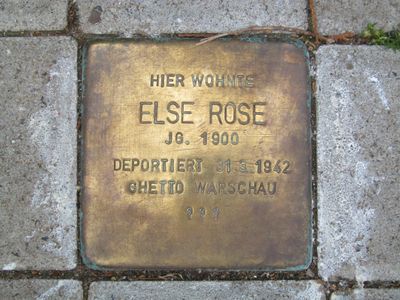 HIER WOHNTE
ELSE ROSE
JG. 1900
DEPORTIERT 31.3.1942
GHETTO WARSCHAU
???